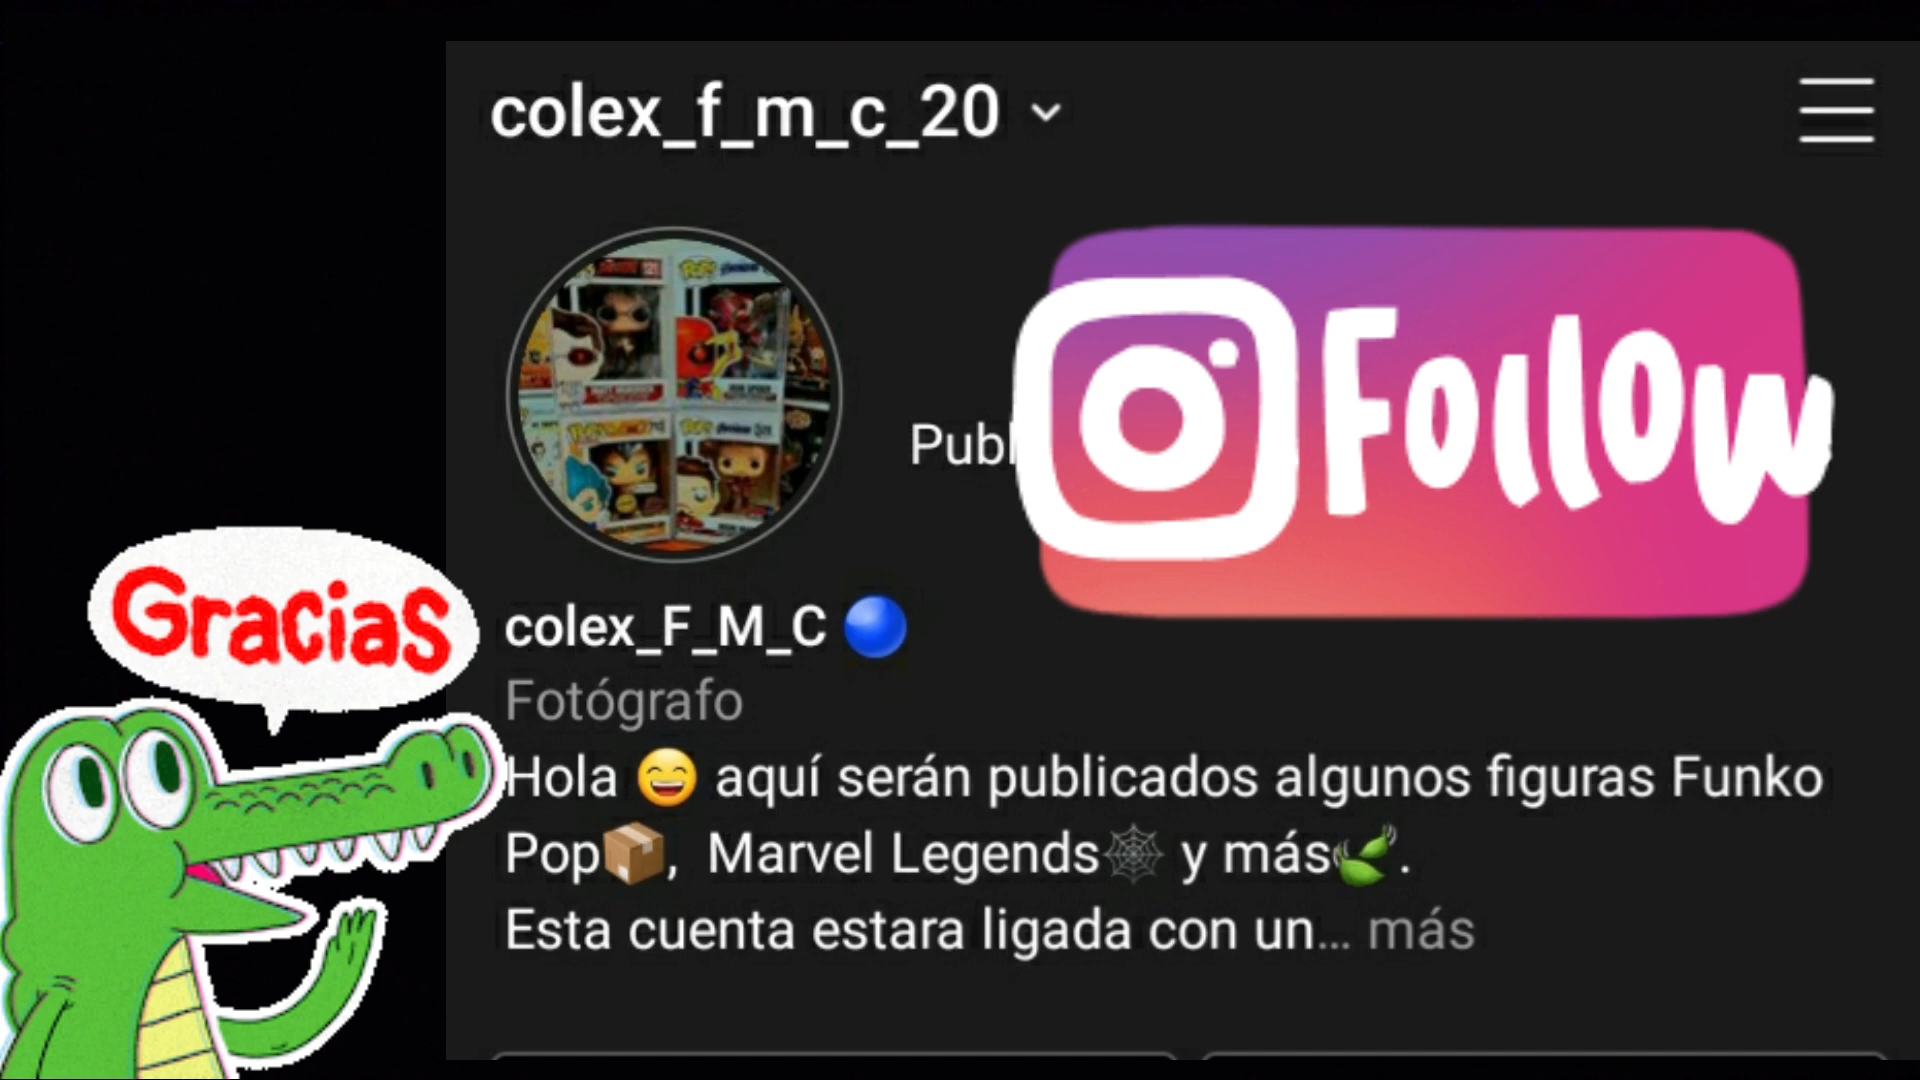 colex_f_m_c_20
Follow
Publ
Gracias
colex_F_M_C
Fotógrafo
Hola 😄 aquí serán publicados algunos figuras Funko
Pop📦, Marvel Legends🕸️ y más🫛.
Esta cuenta estara ligada con un... más